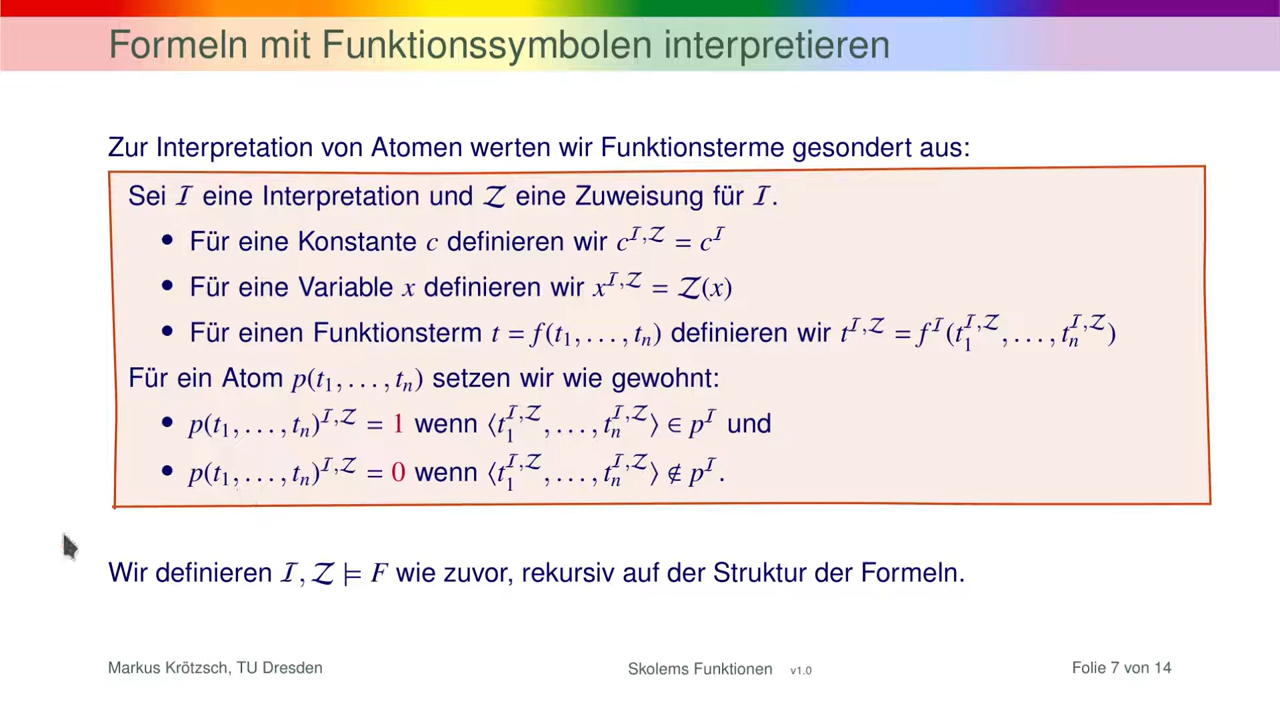 Formeln mit Funktionssymbolen interpretieren
Zur Interpretation von Atomen werten wir Funktionsterme gesondert aus:
Sei 𝓘 eine Interpretation und 𝓩 eine Zuweisung für 𝓘.
• Für eine Konstante c definieren wir c^{𝓘,𝓩} = c^𝓘
• Für eine Variable x definieren wir x^{𝓘,𝓩} = 𝓩(x)
• Für einen Funktionsterm t = f(t₁, . . . , tₙ) definieren wir t^{𝓘,𝓩} = f^𝓘(t₁^{𝓘,𝓩}, . . . , tₙ^{𝓘,𝓩})
Für ein Atom p(t₁, . . . , tₙ) setzen wir wie gewohnt:
• p(t₁, . . . , tₙ)^{𝓘,𝓩} = 1 wenn ⟨t₁^{𝓘,𝓩}, . . . , tₙ^{𝓘,𝓩}⟩ ∈ p^𝓘 und
• p(t₁, . . . , tₙ)^{𝓘,𝓩} = 0 wenn ⟨t₁^{𝓘,𝓩}, . . . , tₙ^{𝓘,𝓩}⟩ ∉ p^𝓘.
Wir definieren 𝓘, 𝓩 ⊨ F wie zuvor, rekursiv auf der Struktur der Formeln.
Markus Krötzsch, TU Dresden Skolems Funktionen v1.0 Folie 7 von 14